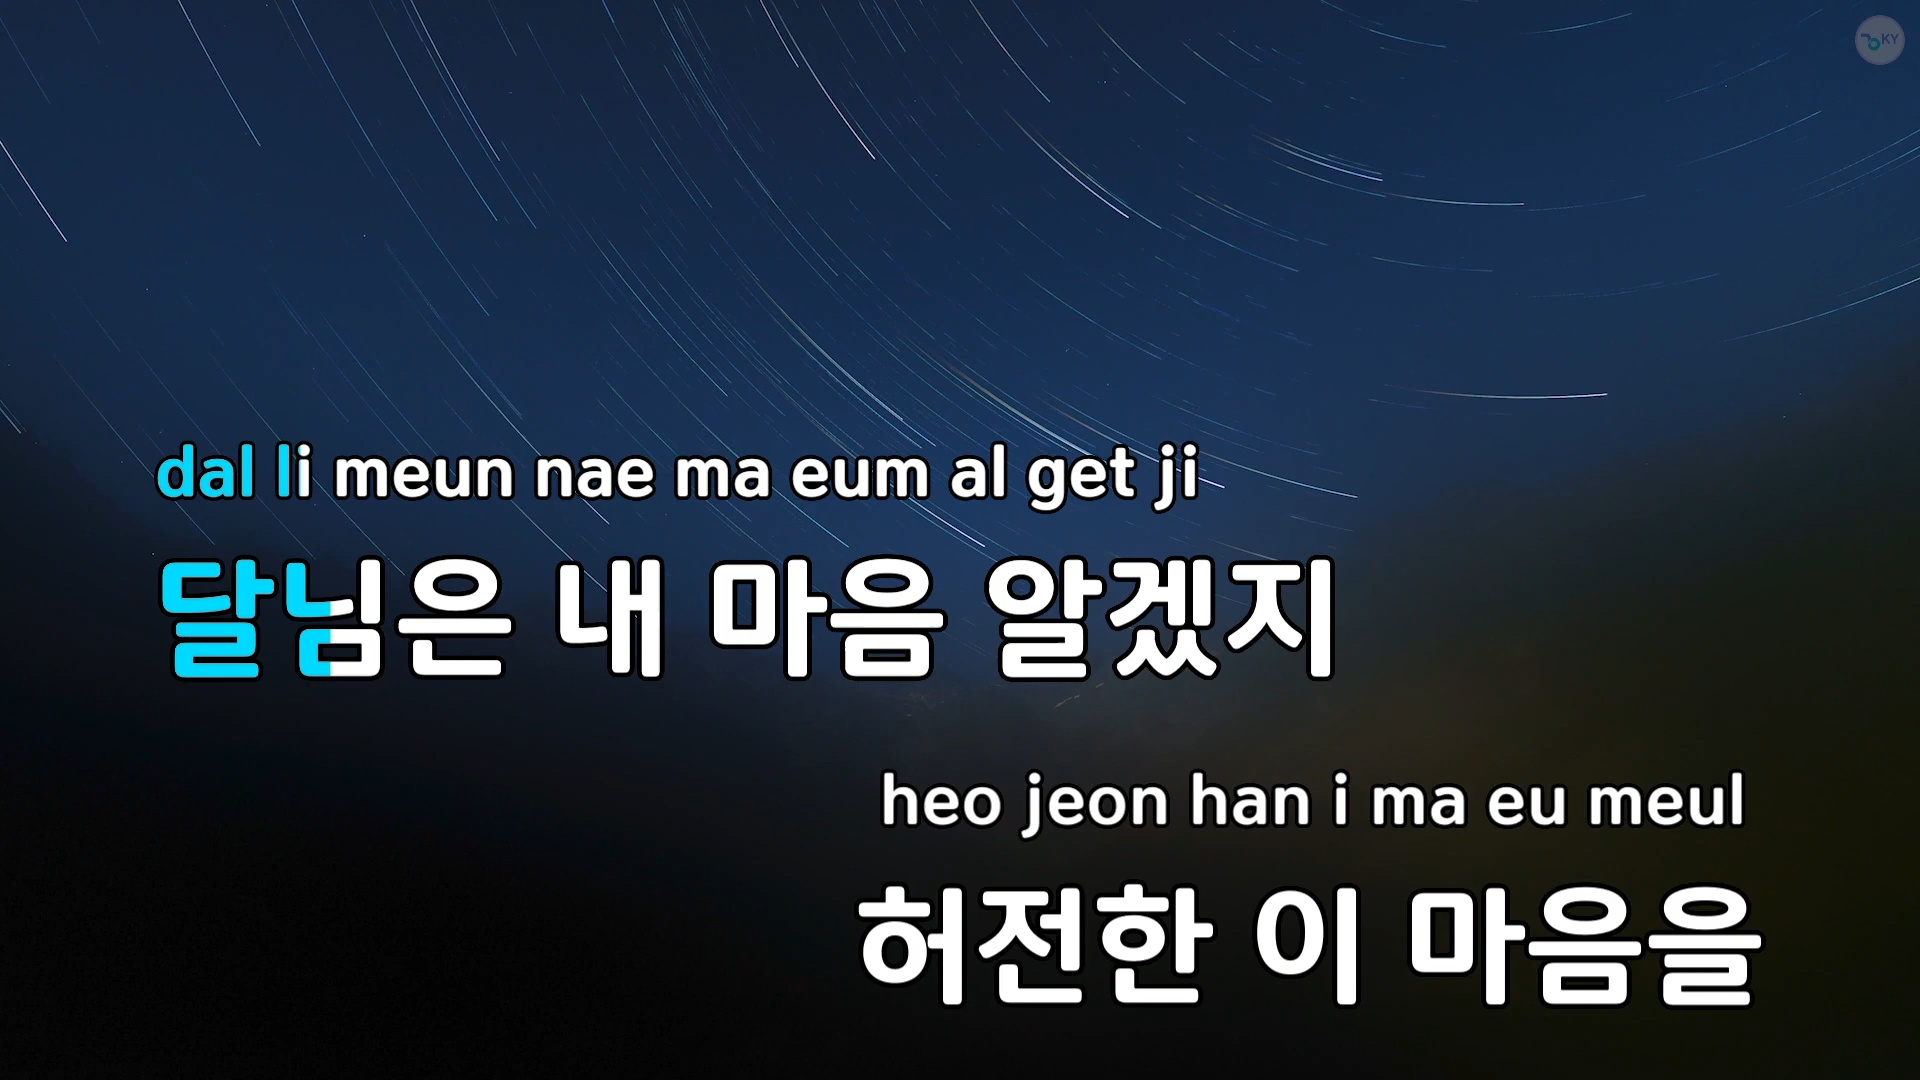 KY
dal li meun nae ma eum al get ji
달님은 내 마음 알겠지
heo jeon han i ma eu meul
허전한 이 마음을